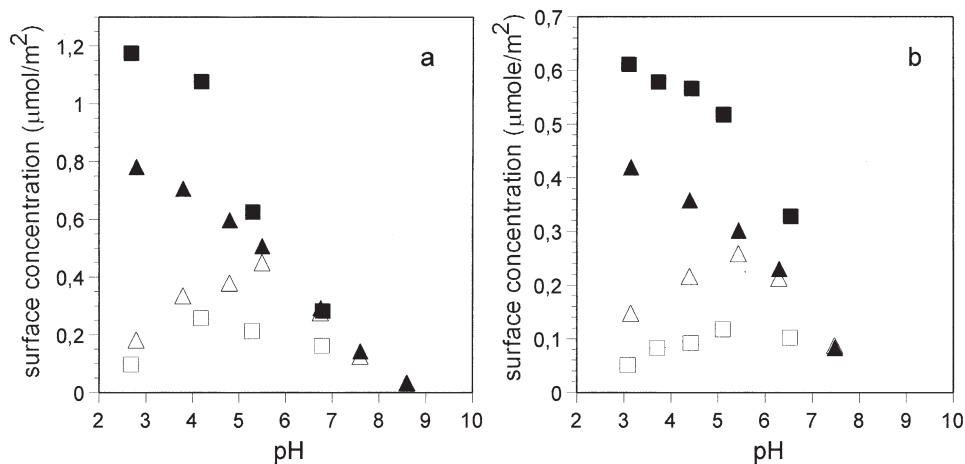 surface concentration (μmol/m²)
1,2
1
0,8
0,6
0,4
0,2
0
a
2 3 4 5 6 7 8 9 10
pH
surface concentration (μmole/m²)
0,7
0,6
0,5
0,4
0,3
0,2
0,1
0
b
2 3 4 5 6 7 8 9 10
pH